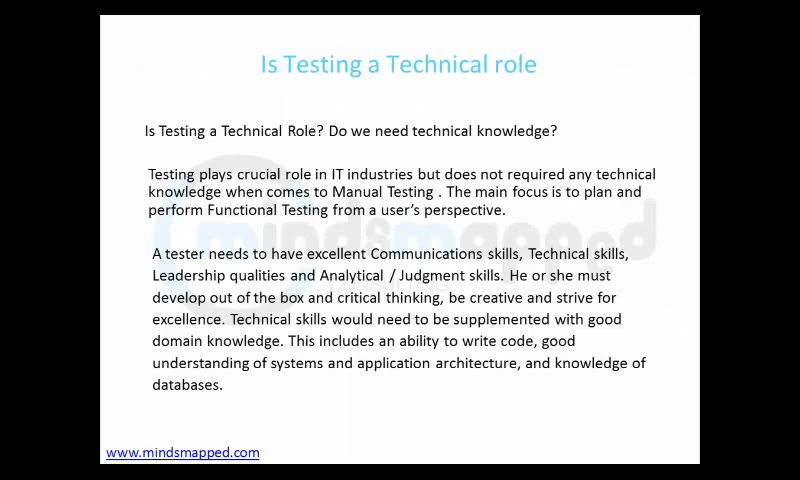 Is Testing a Technical role
Is Testing a Technical Role? Do we need technical knowledge?
Testing plays crucial role in IT industries but does not required any technical
knowledge when comes to Manual Testing . The main focus is to plan and
perform Functional Testing from a user’s perspective.
A tester needs to have excellent Communications skills, Technical skills,
Leadership qualities and Analytical / Judgment skills. He or she must
develop out of the box and critical thinking, be creative and strive for
excellence. Technical skills would need to be supplemented with good
domain knowledge. This includes an ability to write code, good
understanding of systems and application architecture, and knowledge of
databases.
mindsmapped
CONSULTING
www.mindsmapped.com